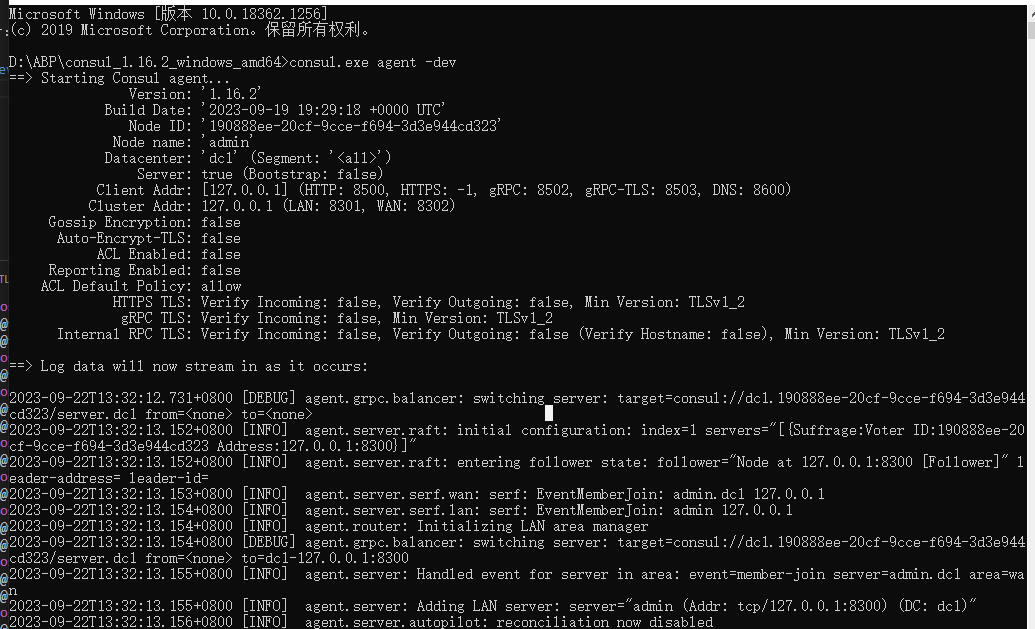 Microsoft Windows [版本 10.0.18362.1256]
(c) 2019 Microsoft Corporation。保留所有权利。
D:\ABP\consul_1.16.2_windows_amd64>consul.exe agent -dev
==> Starting Consul agent...
Version: '1.16.2'
Build Date: '2023-09-19 19:29:18 +0000 UTC'
Node ID: '190888ee-20cf-9cce-f694-3d3e944cd323'
Node name: 'admin'
Datacenter: 'dc1' (Segment: '<all>')
Server: true (Bootstrap: false)
Client Addr: [127.0.0.1] (HTTP: 8500, HTTPS: -1, gRPC: 8502, gRPC-TLS: 8503, DNS: 8600)
Cluster Addr: 127.0.0.1 (LAN: 8301, WAN: 8302)
Gossip Encryption: false
Auto-Encrypt-TLS: false
ACL Enabled: false
Reporting Enabled: false
ACL Default Policy: allow
HTTPS TLS: Verify Incoming: false, Verify Outgoing: false, Min Version: TLSv1_2
gRPC TLS: Verify Incoming: false, Min Version: TLSv1_2
Internal RPC TLS: Verify Incoming: false, Verify Outgoing: false (Verify Hostname: false), Min Version: TLSv1_2
==> Log data will now stream in as it occurs:
2023-09-22T13:32:12.731+0800 [DEBUG] agent.grpc.balancer: switching server: target=consul://dc1.190888ee-20cf-9cce-f694-3d3e944
cd323/server.dc1 from=<none> to=<none>
2023-09-22T13:32:13.152+0800 [INFO]  agent.server.raft: initial configuration: index=1 servers="[{Suffrage:Voter ID:190888ee-20
cf-9cce-f694-3d3e944cd323 Address:127.0.0.1:8300}]"
2023-09-22T13:32:13.152+0800 [INFO]  agent.server.raft: entering follower state: follower="Node at 127.0.0.1:8300 [Follower]" l
eader-address= leader-id=
2023-09-22T13:32:13.153+0800 [INFO]  agent.server.serf.wan: serf: EventMemberJoin: admin.dc1 127.0.0.1
2023-09-22T13:32:13.154+0800 [INFO]  agent.server.serf.lan: serf: EventMemberJoin: admin 127.0.0.1
2023-09-22T13:32:13.154+0800 [INFO]  agent.router: Initializing LAN area manager
2023-09-22T13:32:13.154+0800 [DEBUG] agent.grpc.balancer: switching server: target=consul://dc1.190888ee-20cf-9cce-f694-3d3e944
cd323/server.dc1 from=<none> to=dc1-127.0.0.1:8300
2023-09-22T13:32:13.155+0800 [INFO]  agent.server: Handled event for server in area: event=member-join server=admin.dc1 area=wa
n
2023-09-22T13:32:13.155+0800 [INFO]  agent.server: Adding LAN server: server="admin (Addr: tcp/127.0.0.1:8300) (DC: dc1)"
2023-09-22T13:32:13.156+0800 [INFO]  agent.server.autopilot: reconciliation now disabled